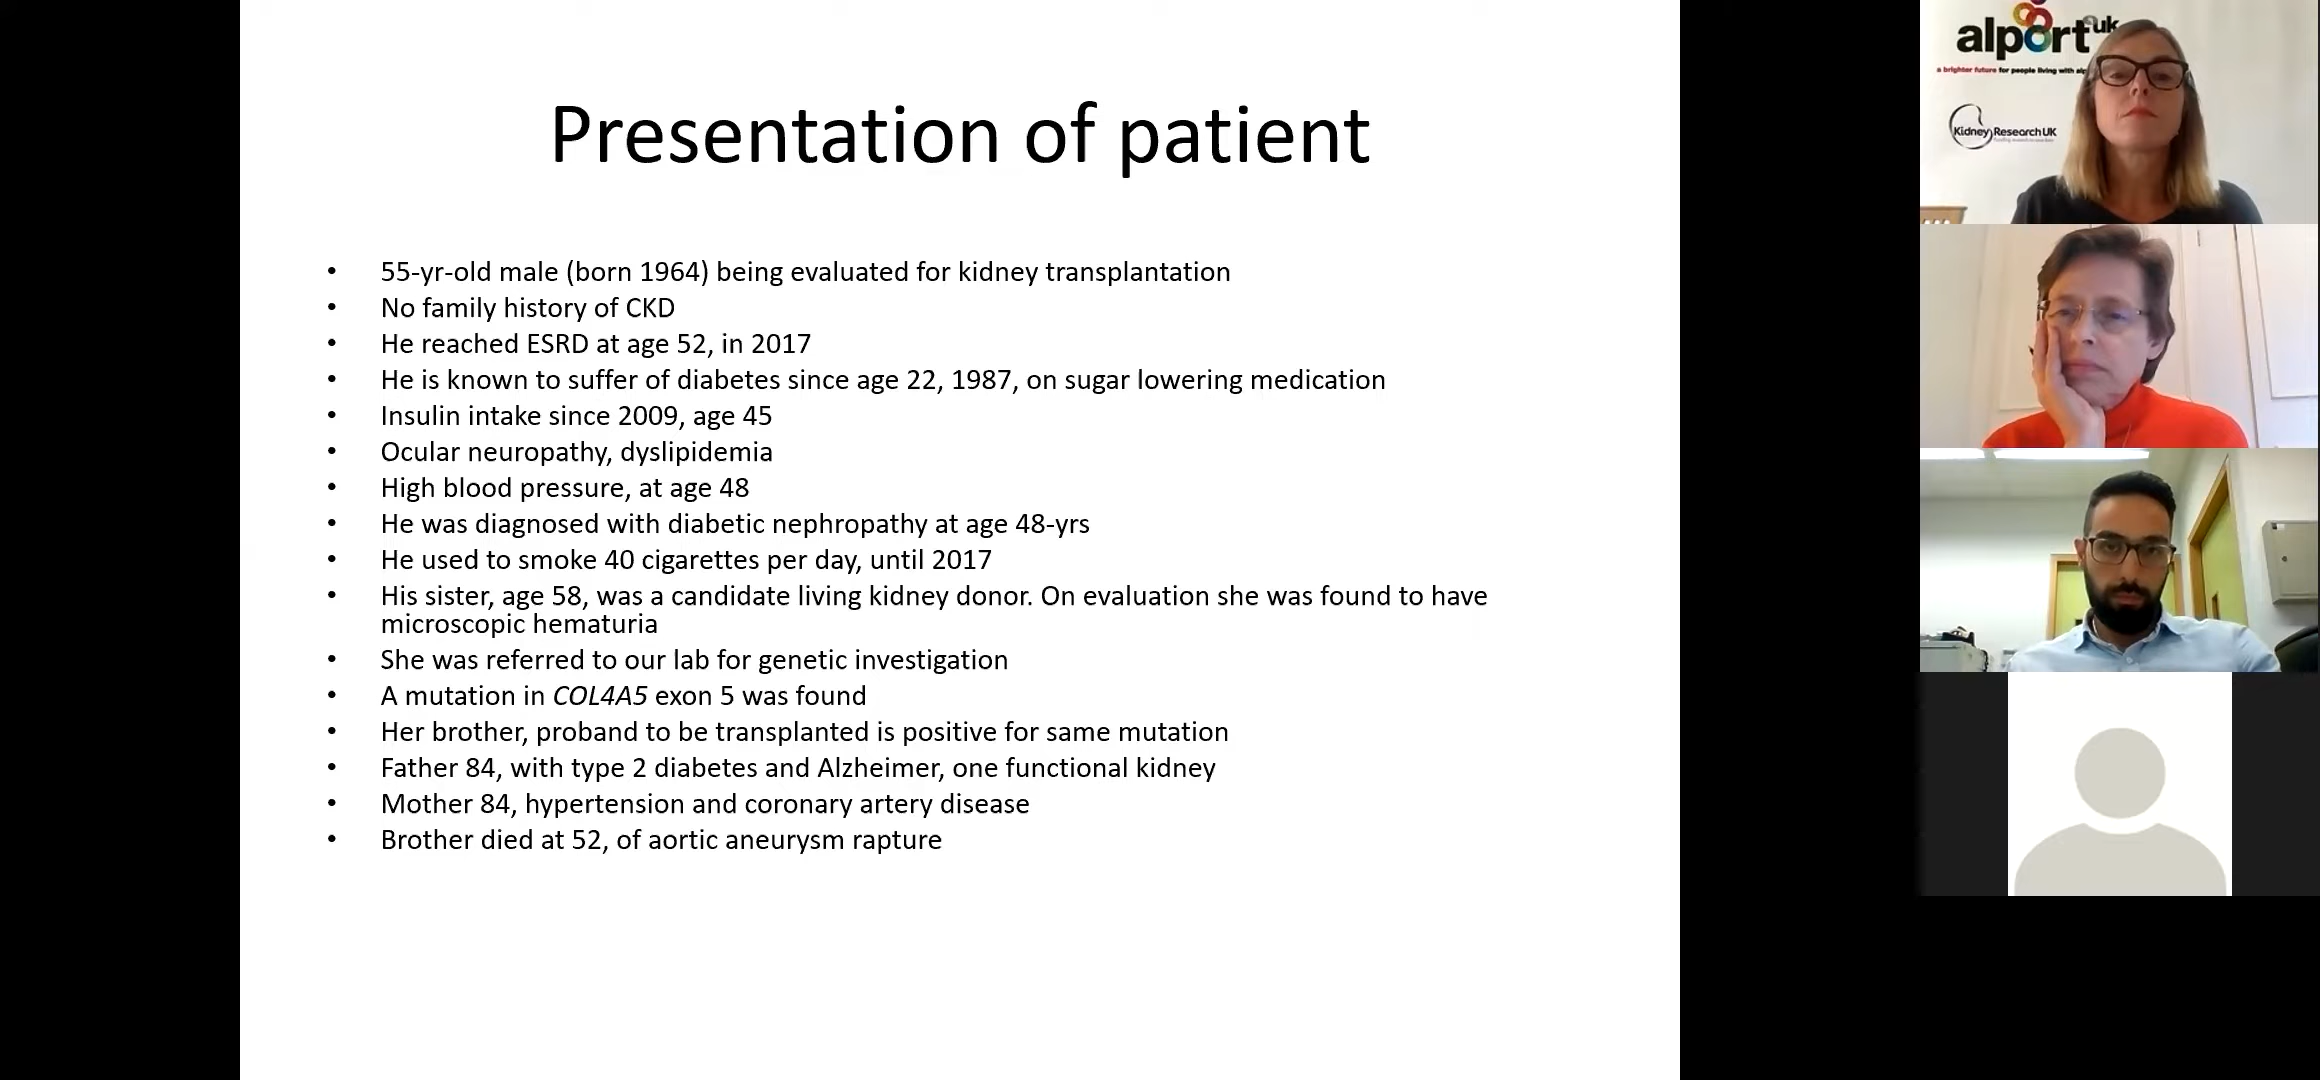 Presentation of patient
• 55-yr-old male (born 1964) being evaluated for kidney transplantation
• No family history of CKD
• He reached ESRD at age 52, in 2017
• He is known to suffer of diabetes since age 22, 1987, on sugar lowering medication
• Insulin intake since 2009, age 45
• Ocular neuropathy, dyslipidemia
• High blood pressure, at age 48
• He was diagnosed with diabetic nephropathy at age 48-yrs
• He used to smoke 40 cigarettes per day, until 2017
• His sister, age 58, was a candidate living kidney donor. On evaluation she was found to have
microscopic hematuria
• She was referred to our lab for genetic investigation
• A mutation in COL4A5 exon 5 was found
• Her brother, proband to be transplanted is positive for same mutation
• Father 84, with type 2 diabetes and Alzheimer, one functional kidney
• Mother 84, hypertension and coronary artery disease
• Brother died at 52, of aortic aneurysm rapture
alport uk
a brighter future for people living with
Kidney Research UK